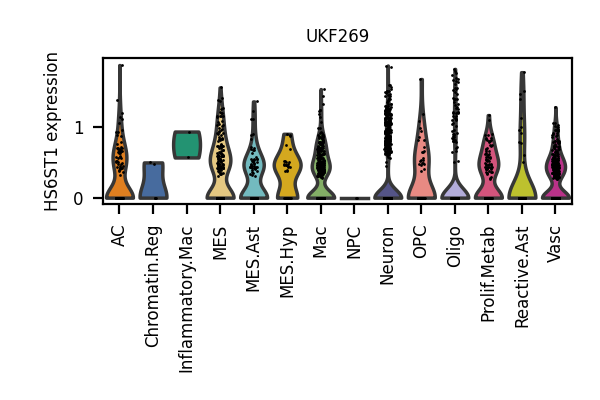 UKF269
HS6ST1 expression
1
0
AC
Chromatin.Reg
Inflammatory.Mac
MES
MES.Ast
MES.Hyp
Mac
NPC
Neuron
OPC
Oligo
Prolif.Metab
Reactive.Ast
Vasc